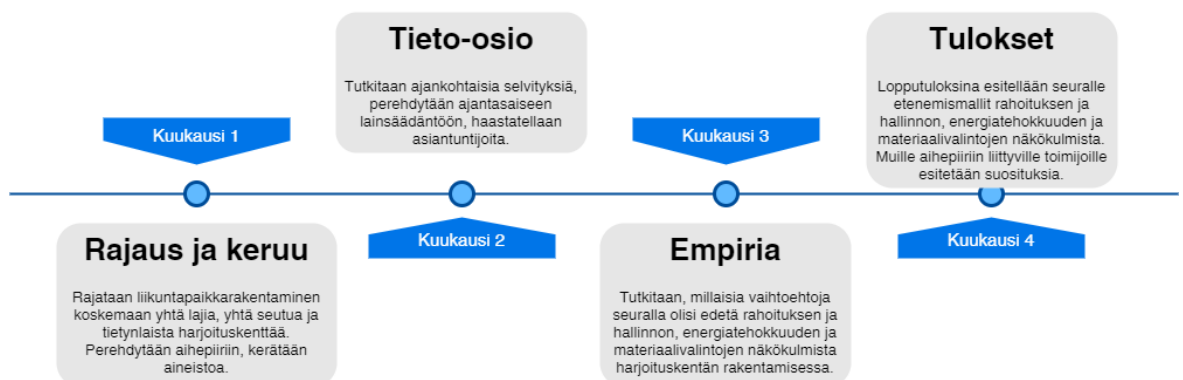 Kuukausi 1
Rajaus ja keruu
Rajataan liikuntapaikkarakentaminen
koskemaan yhtä lajia, yhtä seutua ja
tietynlaista harjoituskenttää.
Perehdytään aihepiiriin, kerätään
aineistoa.
Tieto-osio
Tutkitaan ajankohtaisia selvityksiä,
perehdytään ajantasaiseen
lainsäädäntöön, haastatellaan
asiantuntijoita.
Kuukausi 2
Kuukausi 3
Empiria
Tutkitaan, millaisia vaihtoehtoja
seuralla olisi edetä rahoituksen ja
hallinnon, energiatehokkuuden ja
materiaalivalintojen näkökulmista
harjoituskentän rakentamisessa.
Tulokset
Lopputuloksina esitellään seuralle
etenemismallit rahoituksen ja
hallinnon, energiatehokkuuden ja
materiaalivalintojen näkökulmista.
Muille aihepiiriin liittyville toimijoille
esitetään suosituksia.
Kuukausi 4